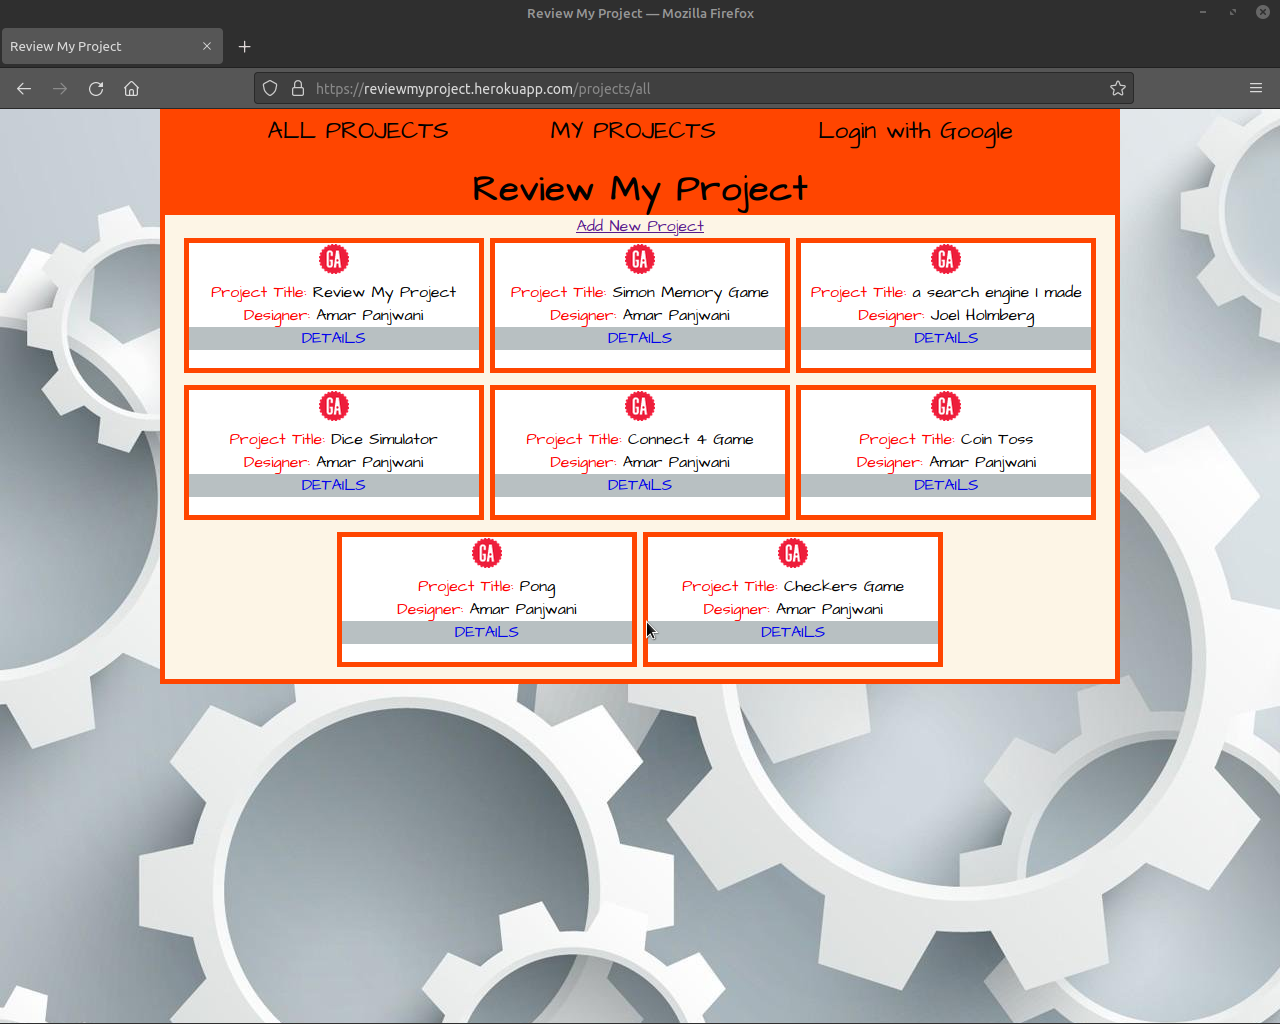 Review My Project — Mozilla Firefox
Review My Project
https://reviewmyproject.herokuapp.com/projects/all
ALL PROJECTS MY PROJECTS Login with Google
Review My Project
Add New Project
GA GA GA
Project Title: Review My Project Project Title: Simon Memory Game Project Title: a search engine I made
Designer: Amar Panjwani Designer: Amar Panjwani Designer: Joel Holmberg
DETAILS DETAILS DETAILS
GA GA GA
Project Title: Dice Simulator Project Title: Connect 4 Game Project Title: Coin Toss
Designer: Amar Panjwani Designer: Amar Panjwani Designer: Amar Panjwani
DETAILS DETAILS DETAILS
GA GA
Project Title: Pong Project Title: Checkers Game
Designer: Amar Panjwani Designer: Amar Panjwani
DETAILS DETAILS